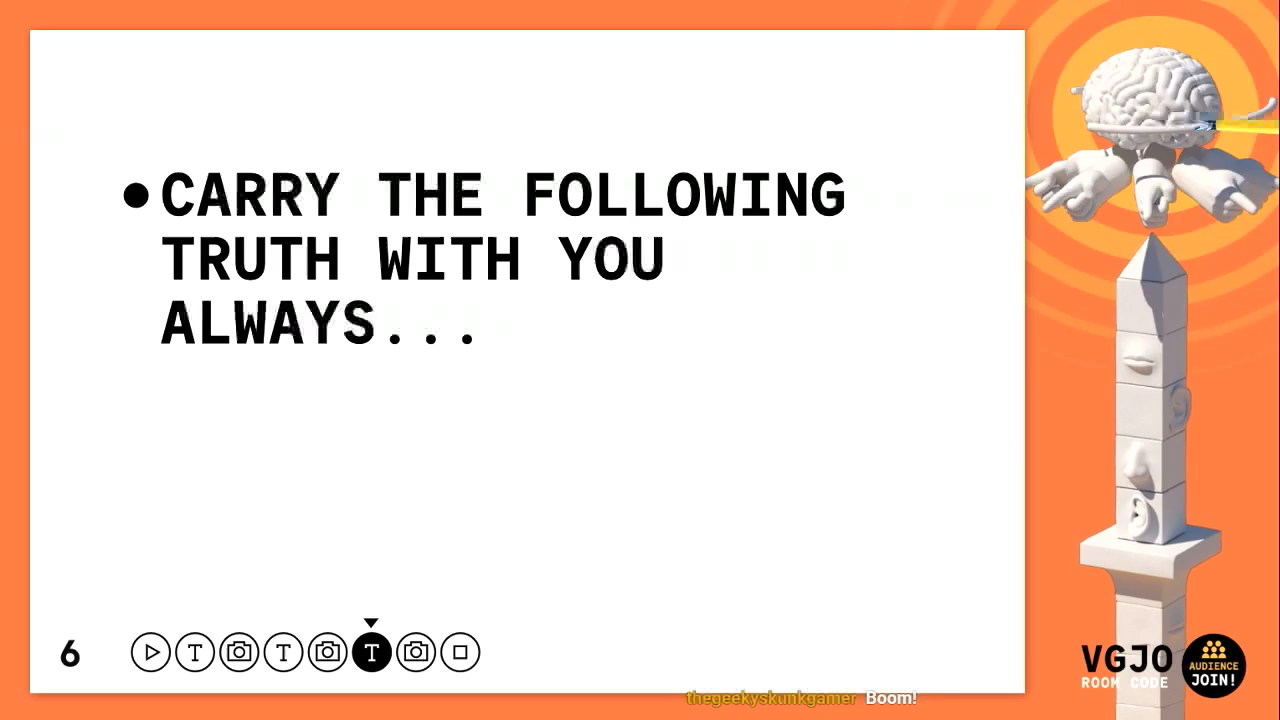 •CARRY THE FOLLOWING
TRUTH WITH YOU
ALWAYS...
6
T
T
T
VGJO
ROOM CODE
AUDIENCE
JOIN!
thegeekyskunkgamer Boom!